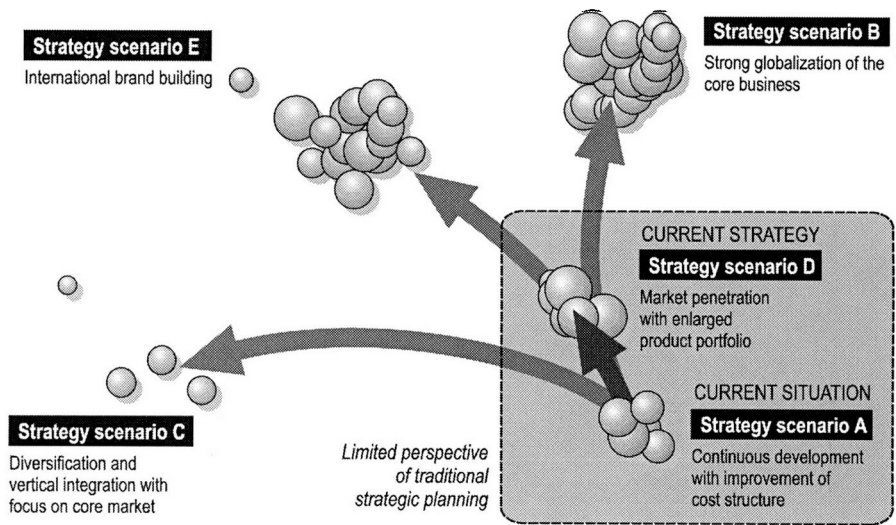 Strategy scenario E
International brand building
Strategy scenario B
Strong globalization of the
core business
CURRENT STRATEGY
Strategy scenario D
Market penetration
with enlarged
product portfolio
CURRENT SITUATION
Strategy scenario A
Continuous development
with improvement of
cost structure
Strategy scenario C
Diversification and
vertical integration with
focus on core market
Limited perspective
of traditional
strategic planning